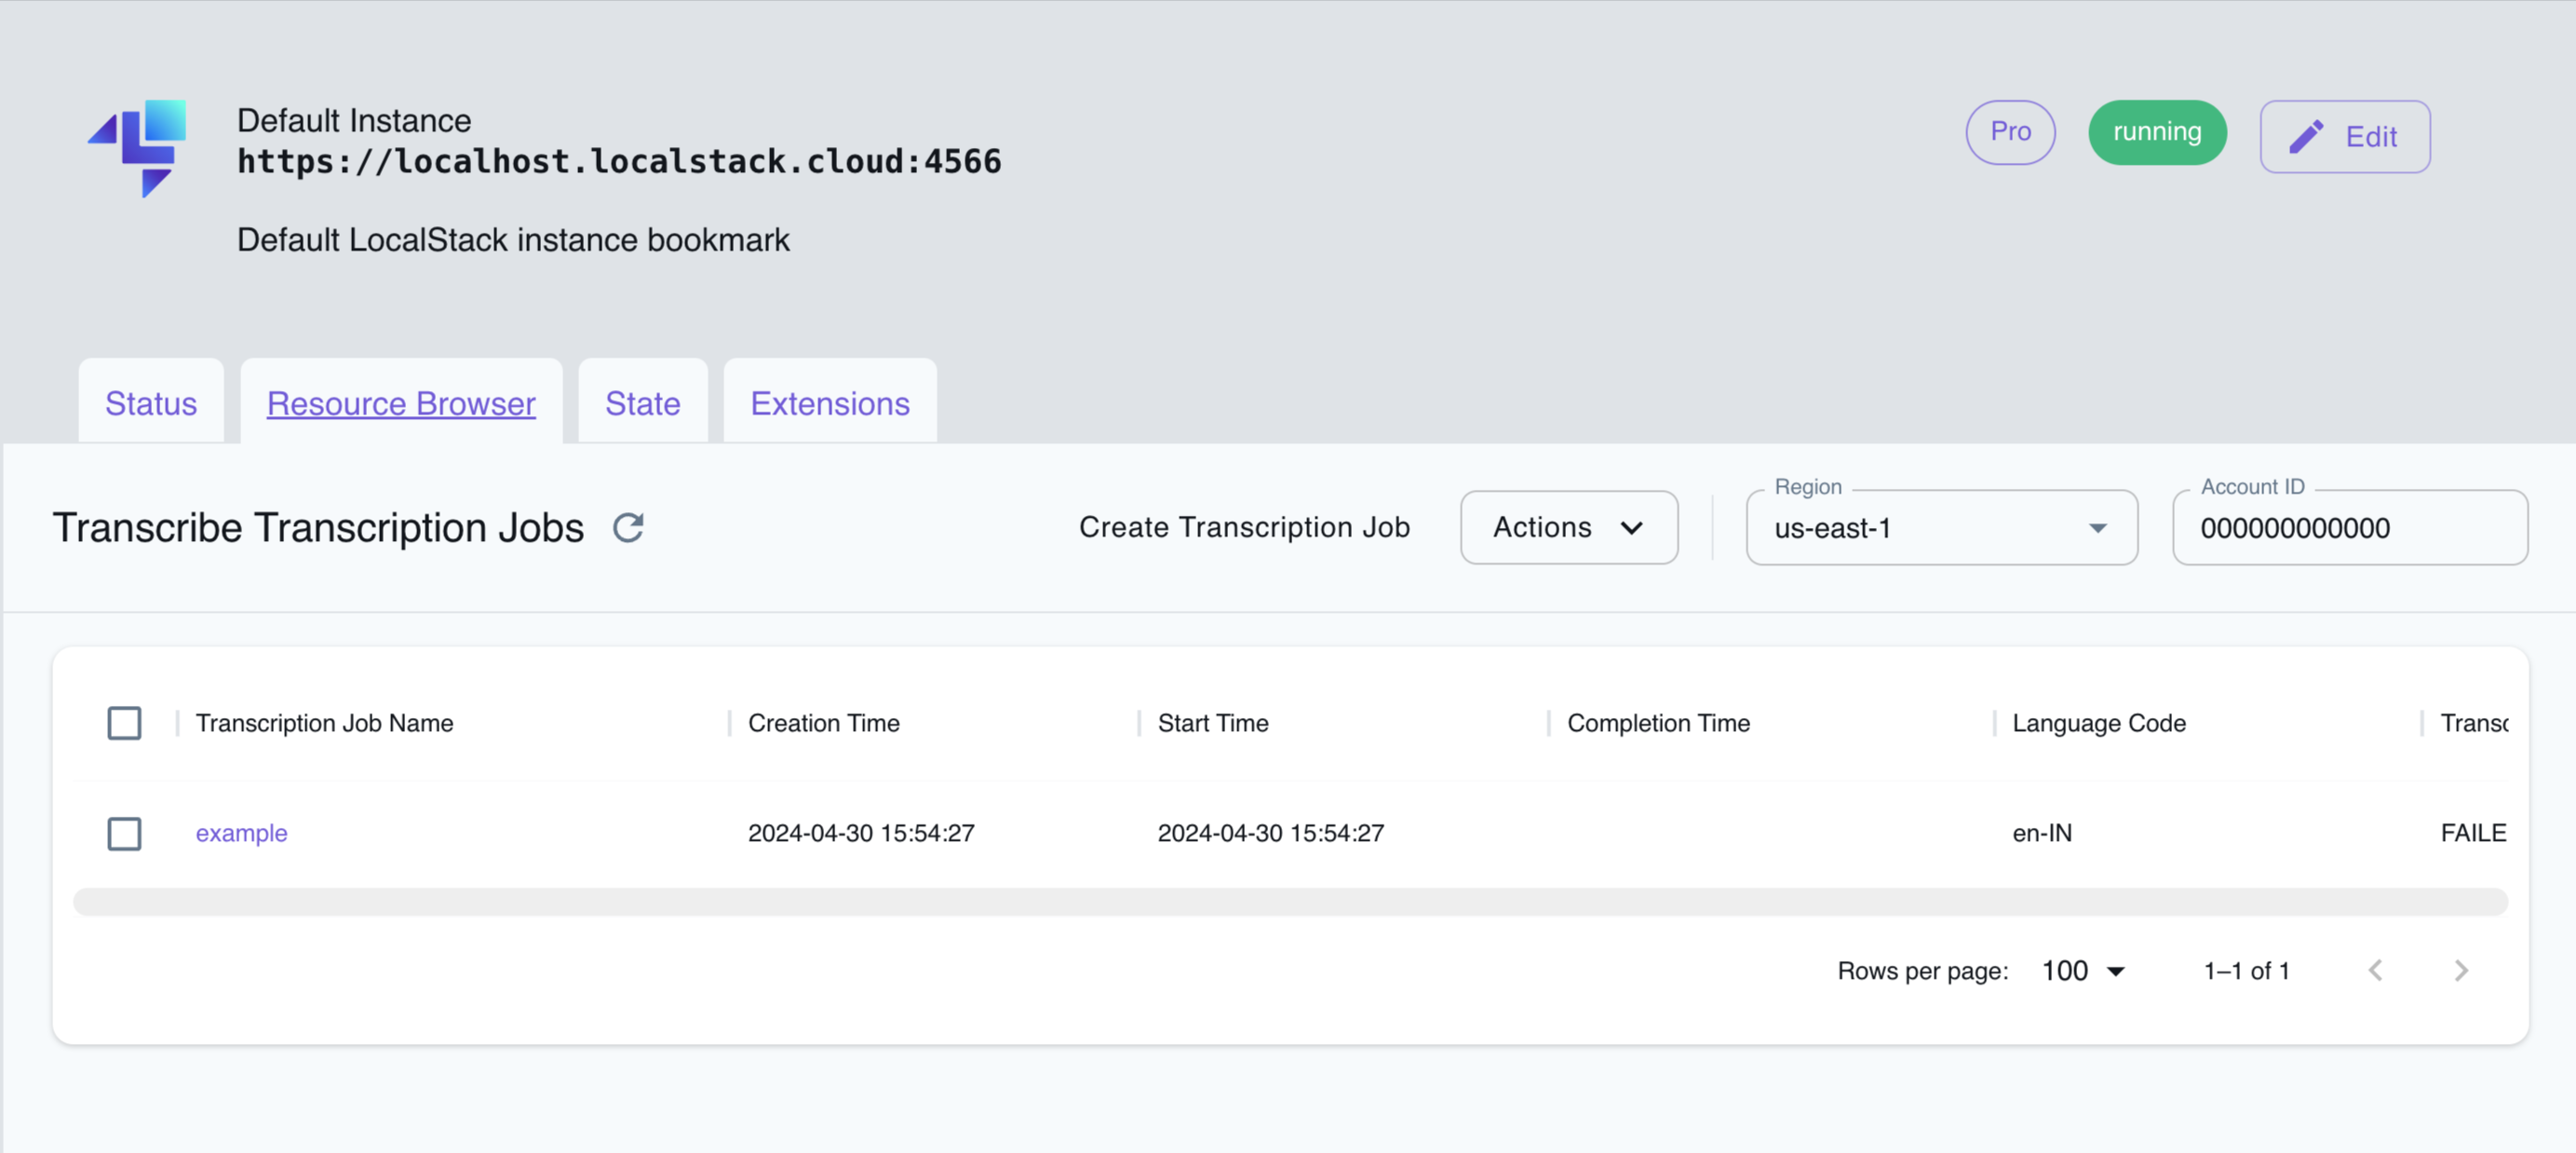 Default Instance
https://localhost.localstack.cloud:4566
Default LocalStack instance bookmark
Pro
running
Edit
Status
Resource Browser
State
Extensions
Transcribe Transcription Jobs
Create Transcription Job
Actions
Region
us-east-1
Account ID
000000000000
Transcription Job Name
Creation Time
Start Time
Completion Time
Language Code
Transc
example
2024-04-30 15:54:27
2024-04-30 15:54:27
en-IN
FAILE
Rows per page:
100
1–1 of 1